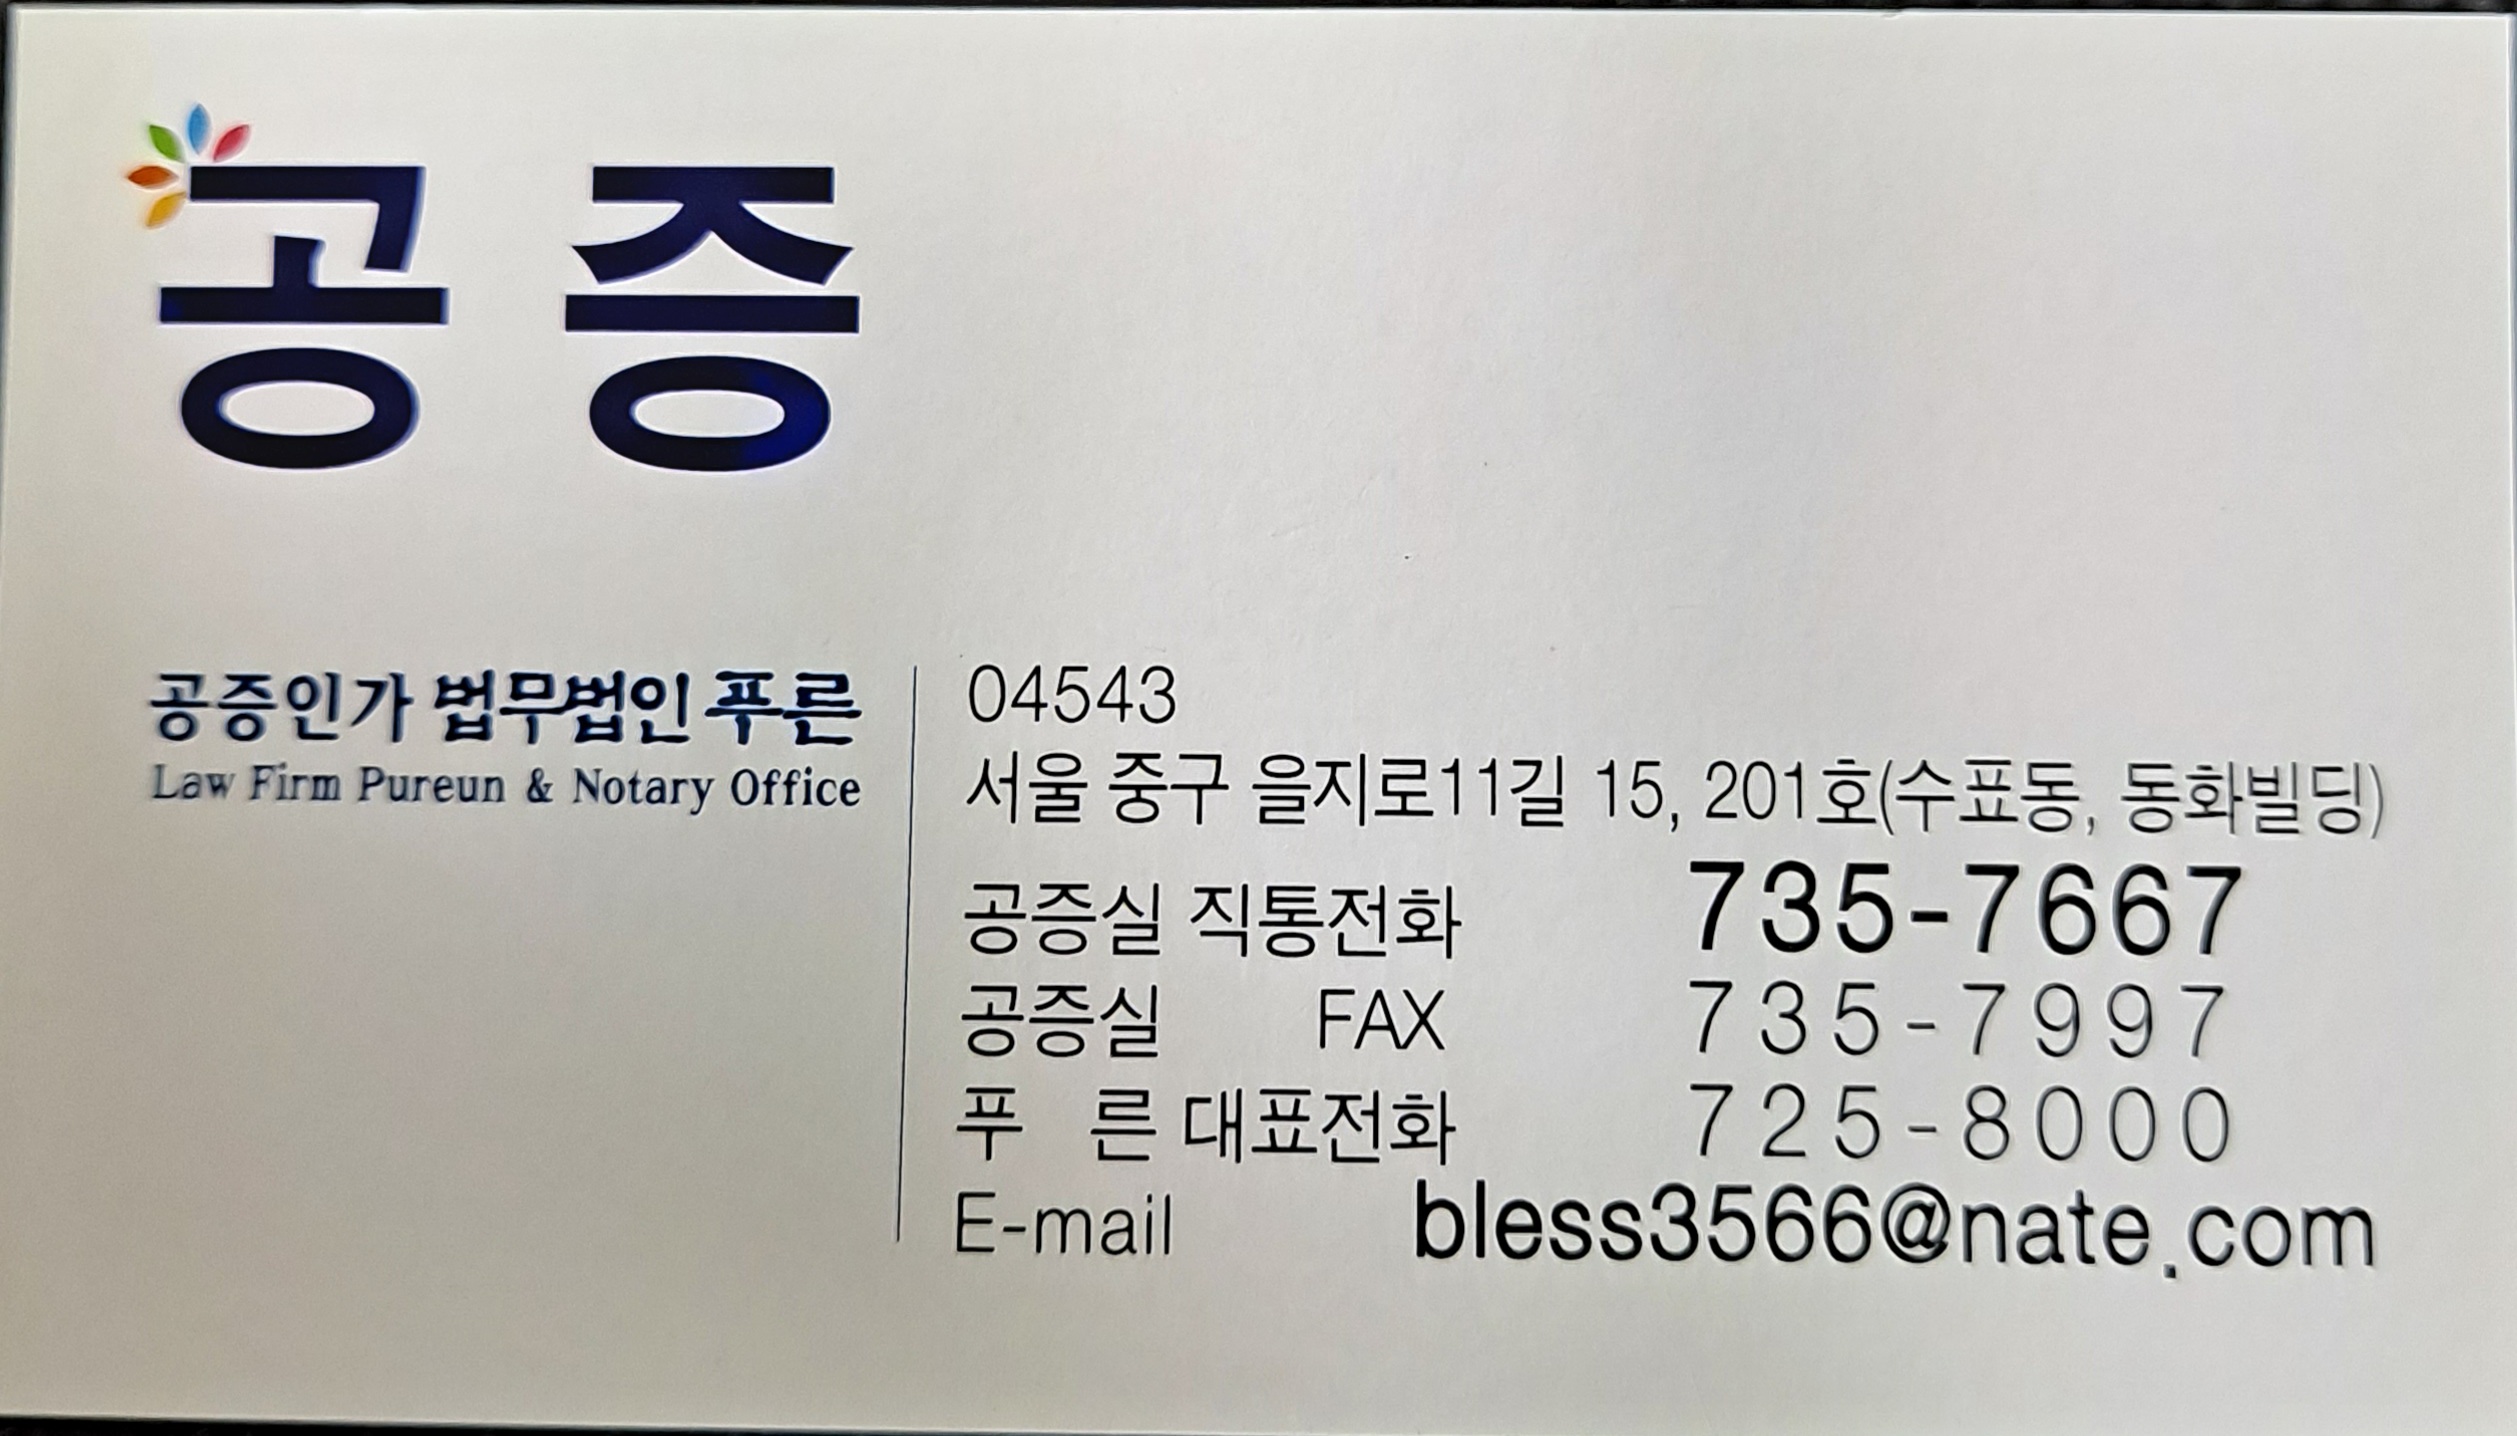 공증
공증인가 법무법인 푸른
Law Firm Pureun & Notary Office
04543
서울 중구 을지로11길 15, 201호(수표동, 동화빌딩)
공증실 직통전화 735-7667
공증실 FAX 735-7997
푸 른 대표전화 725-8000
E-mail bless3566@nate.com